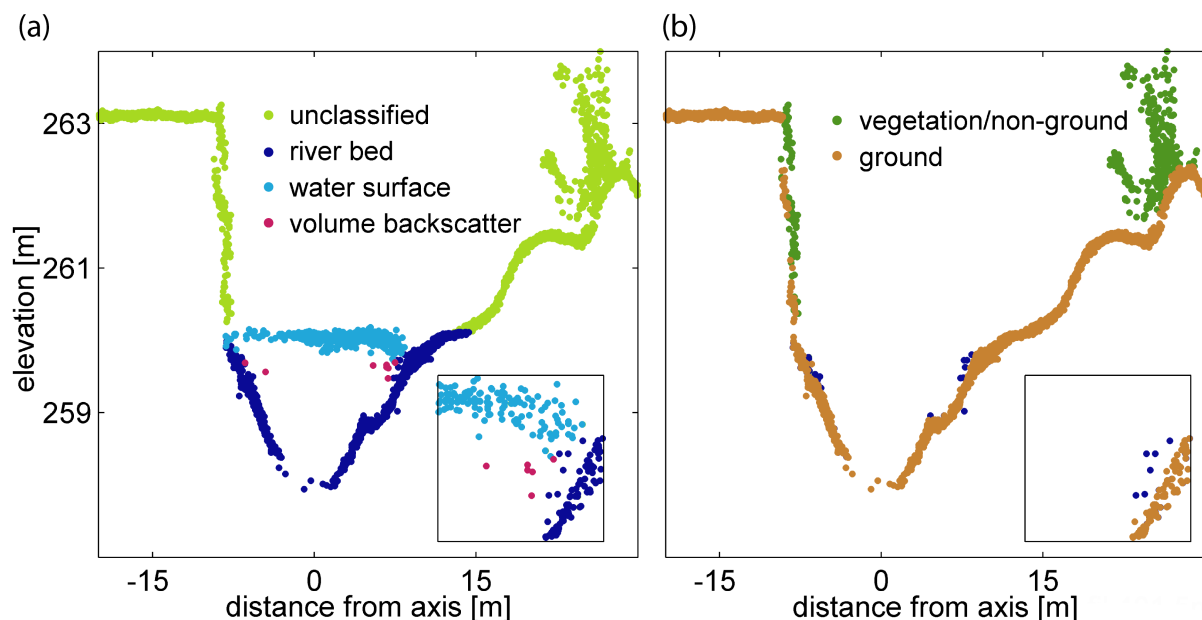 (a)
unclassified
river bed
water surface
volume backscatter
263
261
259
elevation [m]
-15 0 15
distance from axis [m]
(b)
vegetation/non-ground
ground
-15 0 15
distance from axis [m]